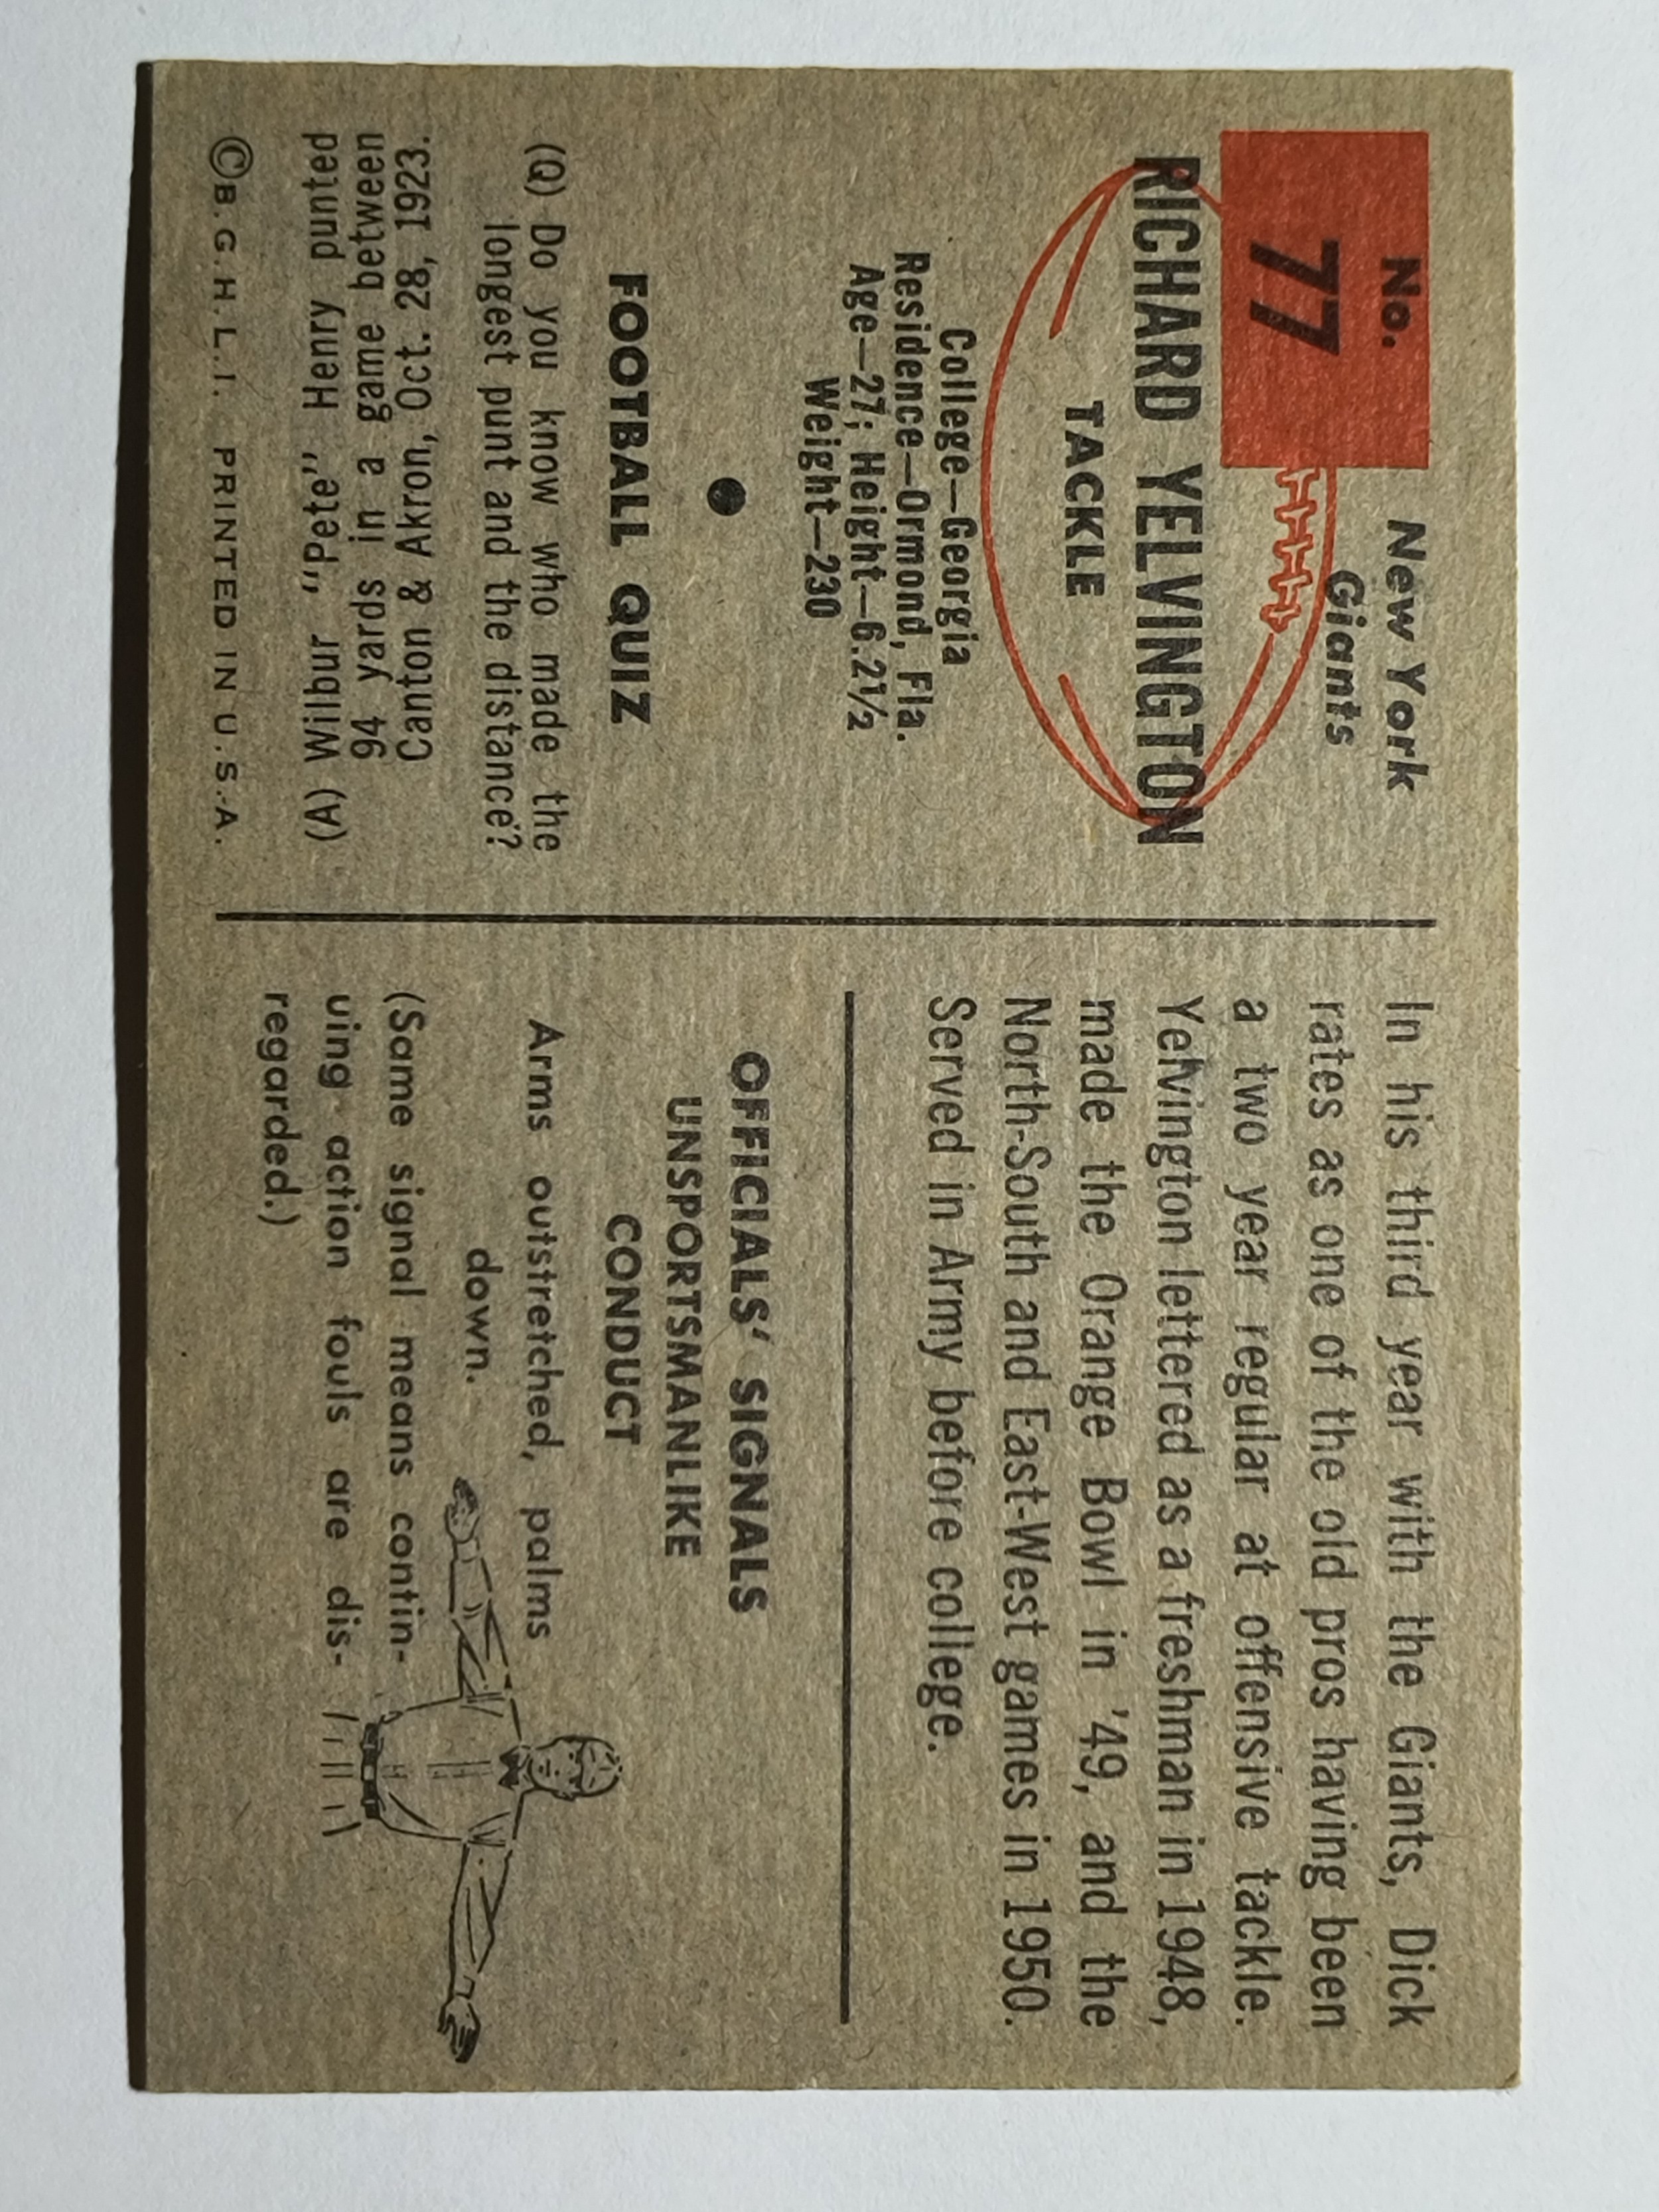 No.
77
New York
Giants
RICHARD YELVINGTON
TACKLE
College—Georgia
Residence—Ormond, Fla.
Age—27; Height—6.2½
Weight—230
FOOTBALL QUIZ
(Q) Do you know who made the
longest punt and the distance?
(A) Wilbur "Pete" Henry punted
94 yards in a game between
Canton & Akron, Oct. 28, 1923.
©B.G.H.L.I. PRINTED IN U.S.A.
In his third year with the Giants, Dick
rates as one of the old pros having been
a two year regular at offensive tackle.
Yelvington lettered as a freshman in 1948,
made the Orange Bowl in '49, and the
North-South and East-West games in 1950.
Served in Army before college.
OFFICIALS' SIGNALS
UNSPORTSMANLIKE
CONDUCT
Arms outstretched, palms
down.
(Same signal means contin-
uing action fouls are dis-
regarded.)